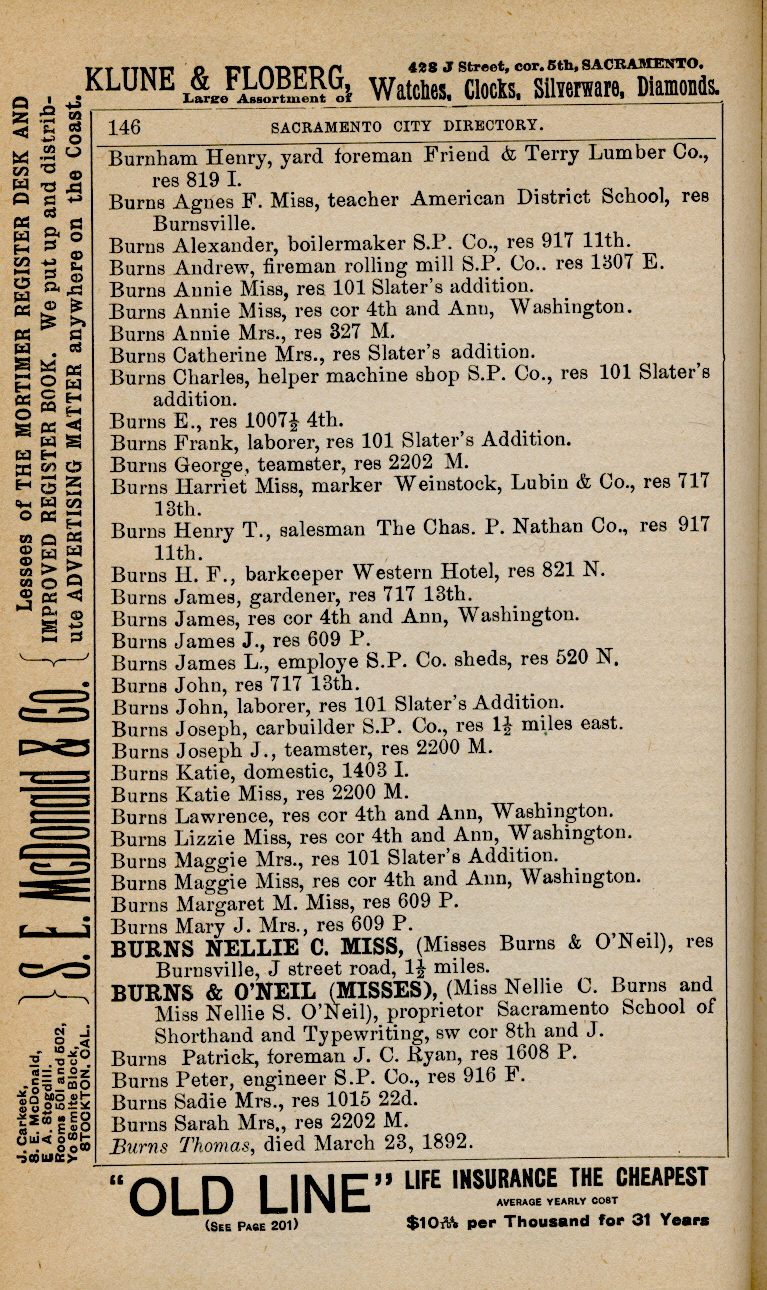 KLUNE & FLOBERG,
Large Assortment of
428 J Street, cor. 5th, SACRAMENTO.
Watches, Clocks, Silverware, Diamonds.
146 SACRAMENTO CITY DIRECTORY.
Burnham Henry, yard foreman Friend & Terry Lumber Co.,
res 819 I.
Burns Agnes F. Miss, teacher American District School, res
Burnsville.
Burns Alexander, boilermaker S.P. Co., res 917 11th.
Burns Andrew, fireman rolling mill S.P. Co.. res 1307 E.
Burns Annie Miss, res 101 Slater's addition.
Burns Annie Miss, res cor 4th and Ann, Washington.
Burns Annie Mrs., res 327 M.
Burns Catherine Mrs., res Slater's addition.
Burns Charles, helper machine shop S.P. Co., res 101 Slater's
addition.
Burns E., res 1007½ 4th.
Burns Frank, laborer, res 101 Slater's Addition.
Burns George, teamster, res 2202 M.
Burns Harriet Miss, marker Weinstock, Lubin & Co., res 717
13th.
Burns Henry T., salesman The Chas. P. Nathan Co., res 917
11th.
Burns H. F., barkeeper Western Hotel, res 821 N.
Burns James, gardener, res 717 13th.
Burns James, res cor 4th and Ann, Washington.
Burns James J., res 609 P.
Burns James L., employe S.P. Co. sheds, res 520 N.
Burns John, res 717 13th.
Burns John, laborer, res 101 Slater's Addition.
Burns Joseph, carbuilder S.P. Co., res 1½ miles east.
Burns Joseph J., teamster, res 2200 M.
Burns Katie, domestic, 1403 I.
Burns Katie Miss, res 2200 M.
Burns Lawrence, res cor 4th and Ann, Washington.
Burns Lizzie Miss, res cor 4th and Ann, Washington.
Burns Maggie Mrs., res 101 Slater's Addition.
Burns Maggie Miss, res cor 4th and Ann, Washington.
Burns Margaret M. Miss, res 609 P.
Burns Mary J. Mrs., res 609 P.
BURNS NELLIE C. MISS, (Misses Burns & O'Neil), res
Burnsville, J street road, 1½ miles.
BURNS & O'NEIL (MISSES), (Miss Nellie C. Burns and
Miss Nellie S. O'Neil), proprietor Sacramento School of
Shorthand and Typewriting, sw cor 8th and J.
Burns Patrick, foreman J. C. Ryan, res 1608 P.
Burns Peter, engineer S.P. Co., res 916 F.
Burns Sadie Mrs., res 1015 22d.
Burns Sarah Mrs., res 2202 M.
Burns Thomas, died March 23, 1892.
"OLD LINE"
(SEE PAGE 201)
LIFE INSURANCE THE CHEAPEST
AVERAGE YEARLY COST
per Thousand for 31 Years
J. Carkeek,
S. E. McDonald,
E. A. Stogdill.
Rooms 501 and 502,
Yo Semite Block,
STOCKTON, CAL.
S. E. McDonald & Co.
Lessees of THE MORTIMER REGISTER DESK AND
IMPROVED REGISTER BOOK. We put up and distrib-
ute ADVERTISING MATTER anywhere on the Coast.